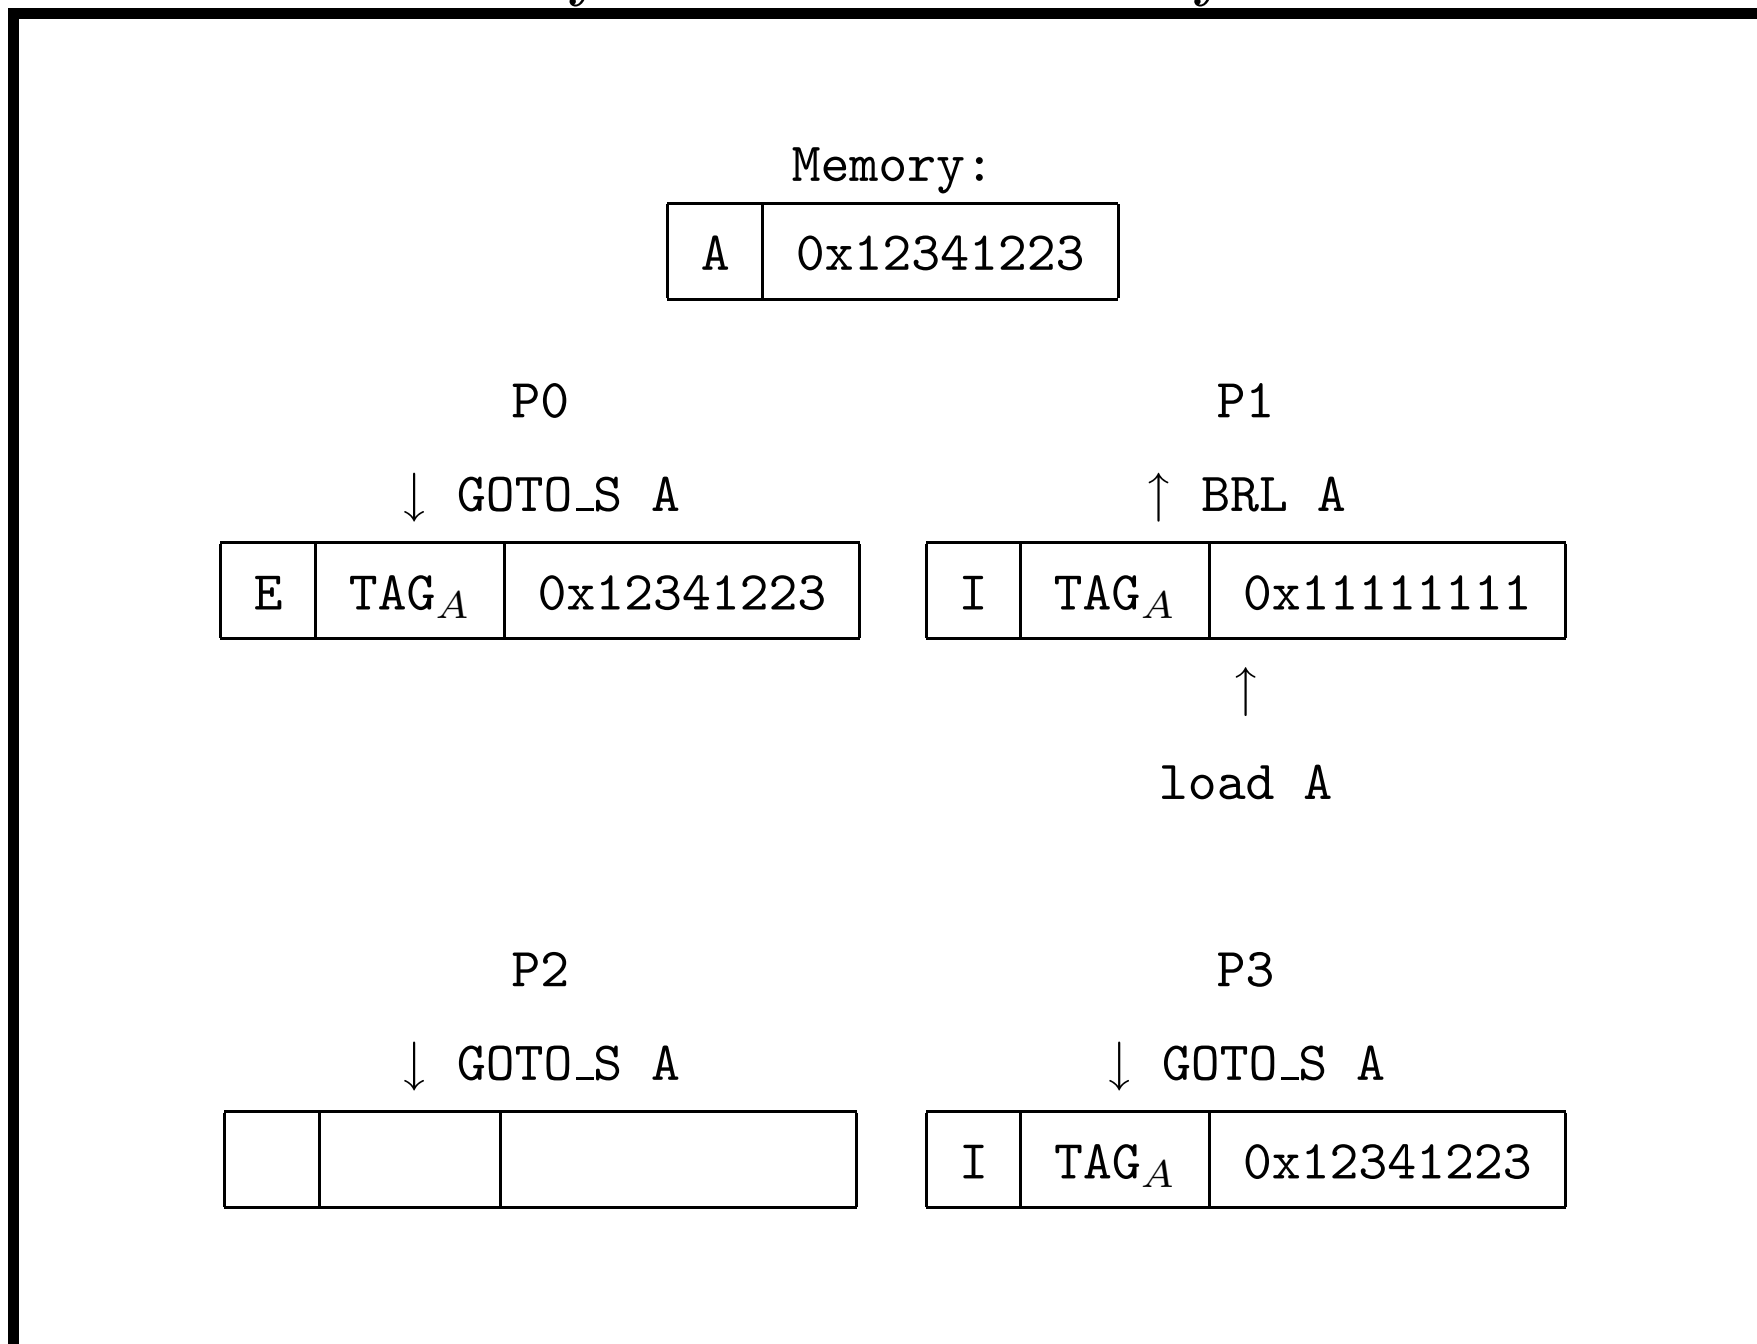 Memory:
A 0x12341223
P0 P1
↓ GOTO_S A ↑ BRL A
E TAG_A 0x12341223 I TAG_A 0x11111111
↑
load A
P2 P3
↓ GOTO_S A ↓ GOTO_S A
I TAG_A 0x12341223